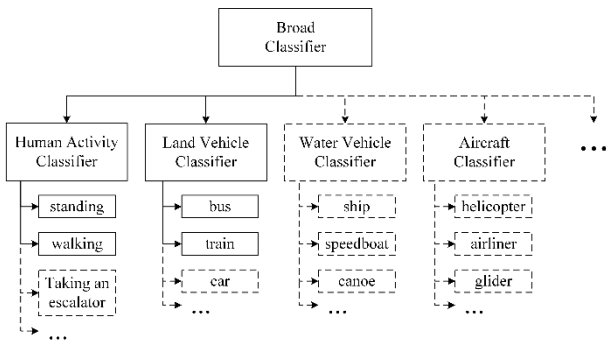 Broad
Classifier
Human Activity
Classifier
Land Vehicle
Classifier
Water Vehicle
Classifier
Aircraft
Classifier
...
standing
bus
ship
helicopter
walking
train
speedboat
airliner
Taking an
escalator
car
canoe
glider
...
...
...
...